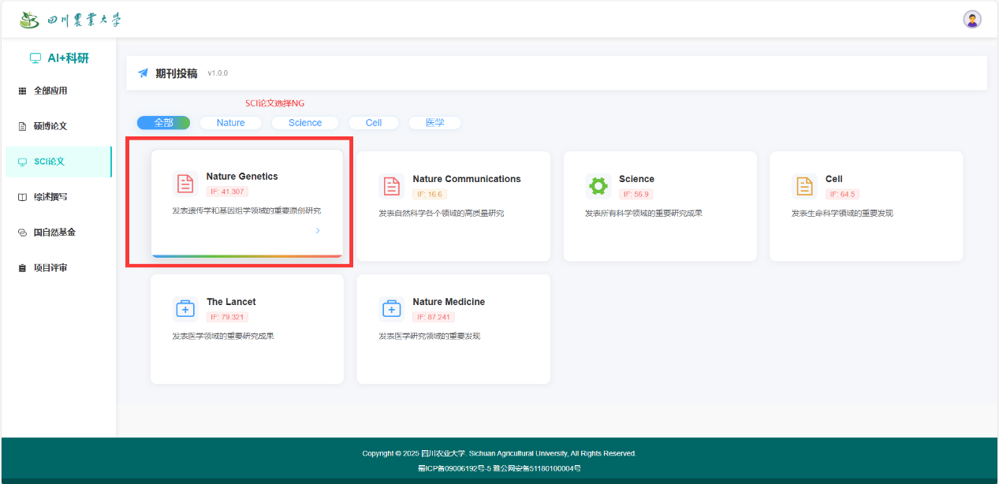 四川农业大学
AI+科研
全部应用
硕博论文
SCI论文
综述撰写
国自然基金
项目评审
期刊投稿 v1.0.0
SCI论文选择NG
全部 Nature Science Cell 医学
Nature Genetics
IF: 41.307
发表遗传学和基因组学领域的重要原创研究
Nature Communications
IF: 16.6
发表自然科学各个领域的高质量研究
Science
IF: 56.9
发表所有科学领域的重要研究成果
Cell
IF: 64.5
发表生命科学领域的重要发现
The Lancet
IF: 79.321
发表医学领域的重要研究成果
Nature Medicine
IF: 87.241
发表医学研究领域的重要发现
Copyright © 2025 四川农业大学. Sichuan Agricultural University, All Rights Reserved.
蜀ICP备09006192号-5 雅公网安备51180100004号